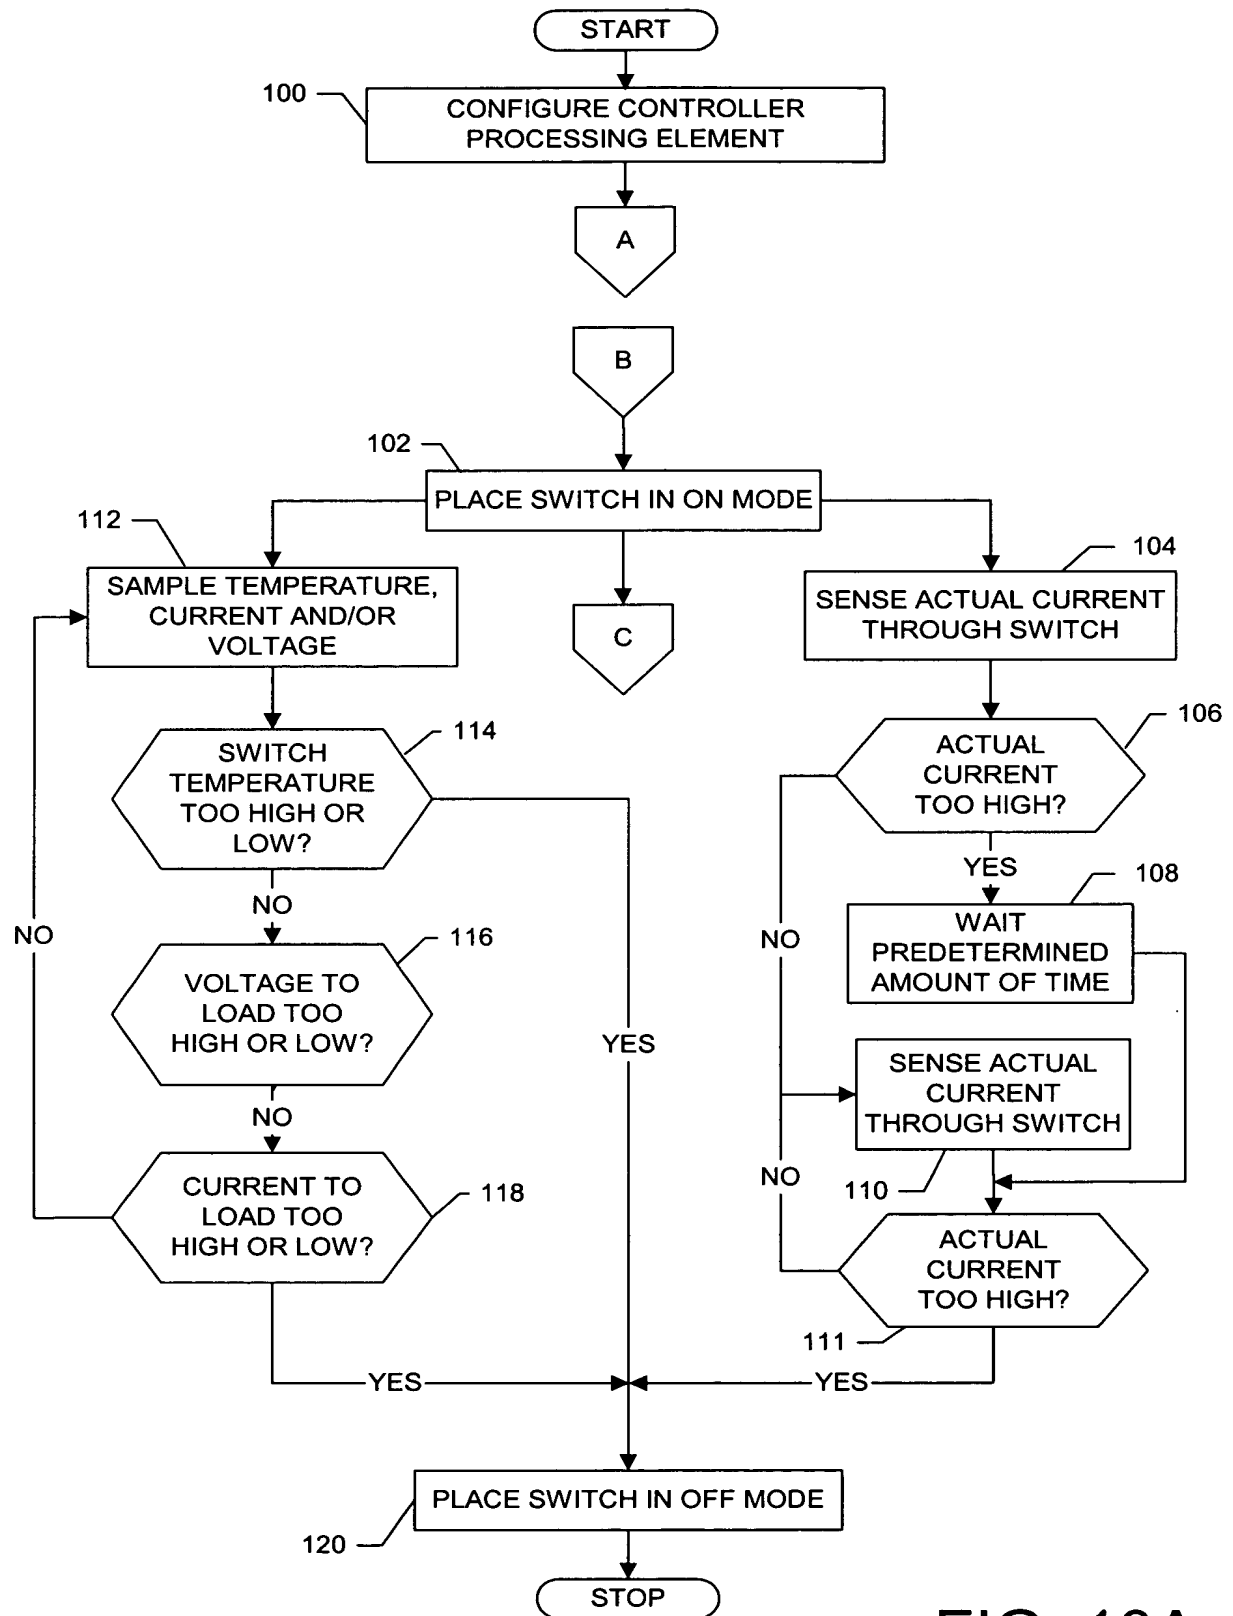 START
100
CONFIGURE CONTROLLER
PROCESSING ELEMENT
A
B
102
PLACE SWITCH IN ON MODE
112
SAMPLE TEMPERATURE,
CURRENT AND/OR
VOLTAGE
C
104
SENSE ACTUAL CURRENT
THROUGH SWITCH
114
SWITCH
TEMPERATURE
TOO HIGH OR
LOW?
106
ACTUAL
CURRENT
TOO HIGH?
YES
108
WAIT
PREDETERMINED
AMOUNT OF TIME
NO
NO
NO
116
VOLTAGE TO
LOAD TOO
HIGH OR LOW?
YES
SENSE ACTUAL
CURRENT
THROUGH SWITCH
110
NO
NO
CURRENT TO
LOAD TOO
HIGH OR LOW?
118
ACTUAL
CURRENT
TOO HIGH?
111
YES
YES
PLACE SWITCH IN OFF MODE
120
STOP